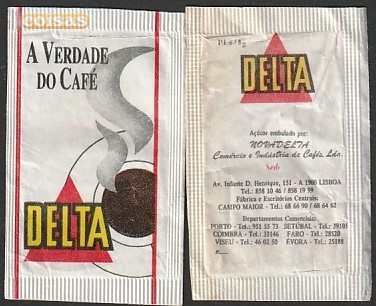 coisas
A VERDADE
DO CAFÉ
DELTA
DELTA
Açúcar embalado por:
NOVADELTA
Comércio e Indústria de Cafés, Lda.
Sede
Av. Infante D. Henrique, 151 - A 1900 LISBOA
Tel.: 858 10 46 / 858 19 99
Fábrica e Escritórios Centrais:
CAMPO MAIOR - Tel.: 68 66 90 / 68 64 62
Departamentos Comerciais:
PORTO - Tel.: 951 55 73 SETÚBAL - Tel.: 39105
COIMBRA - Tel.: 33146 FARO - Tel.: 28520
VISEU - Tel.: 46 02 50 ÉVORA - Tel.: 25188